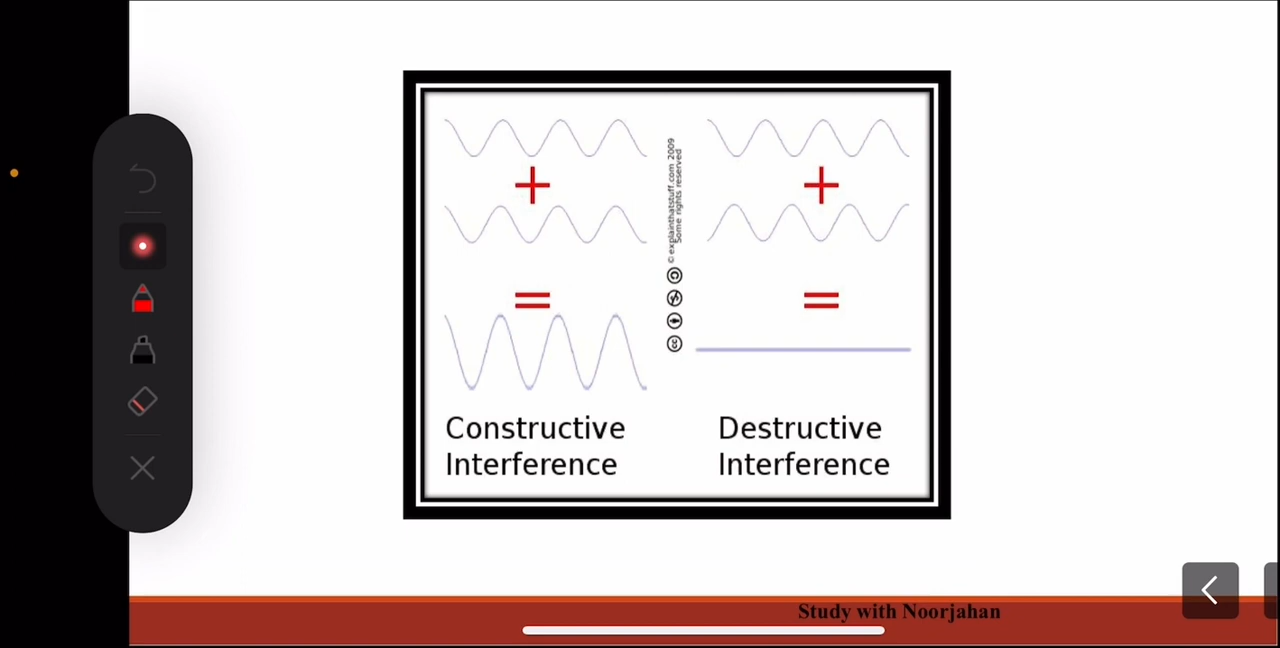 +
+
© explainthatstuff.com 2009
Some rights reserved
=
=
Constructive
Interference
Destructive
Interference
Study with Noorjahan